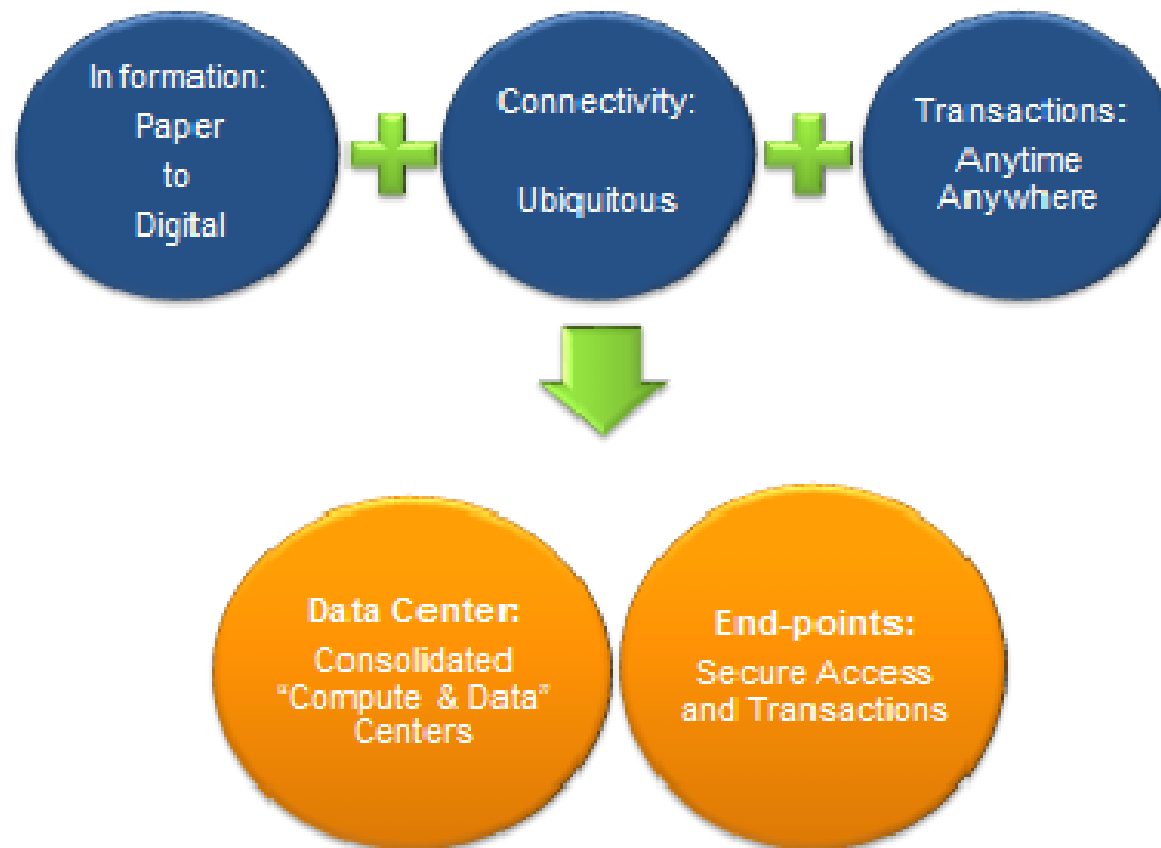 Information:
Paper
to
Digital
Connectivity:
Ubiquitous
Transactions:
Anytime
Anywhere
Data Center:
Consolidated
"Compute & Data"
Centers
End-points:
Secure Access
and Transactions